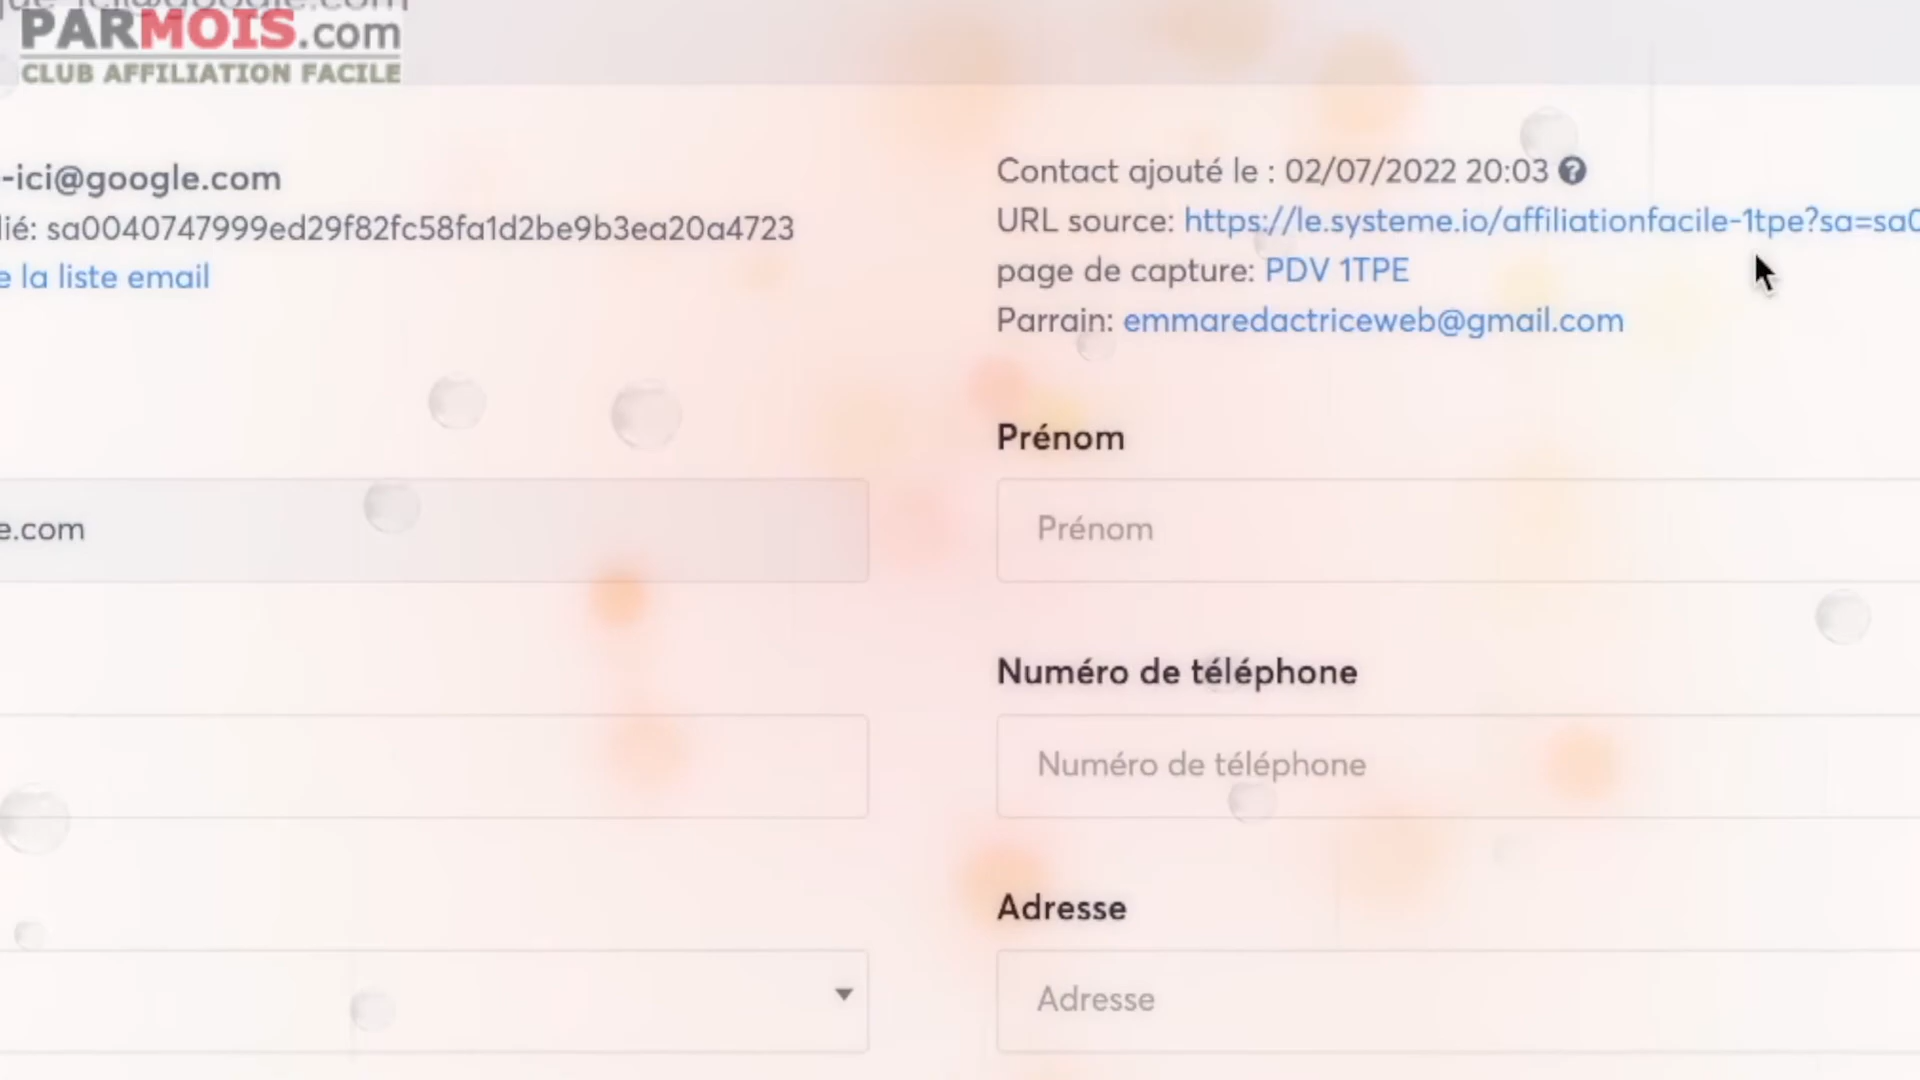 PARMOIS.com
CLUB AFFILIATION FACILE
-ici@google.com
lié: sa0040747999ed29f82fc58fa1d2be9b3ea20a4723
e la liste email
Contact ajouté le : 02/07/2022 20:03
URL source: https://le.systeme.io/affiliationfacile-1tpe?sa=sa0
page de capture: PDV 1TPE
Parrain: emmaredactriceweb@gmail.com
Prénom
e.com
Prénom
Numéro de téléphone
Numéro de téléphone
Adresse
Adresse